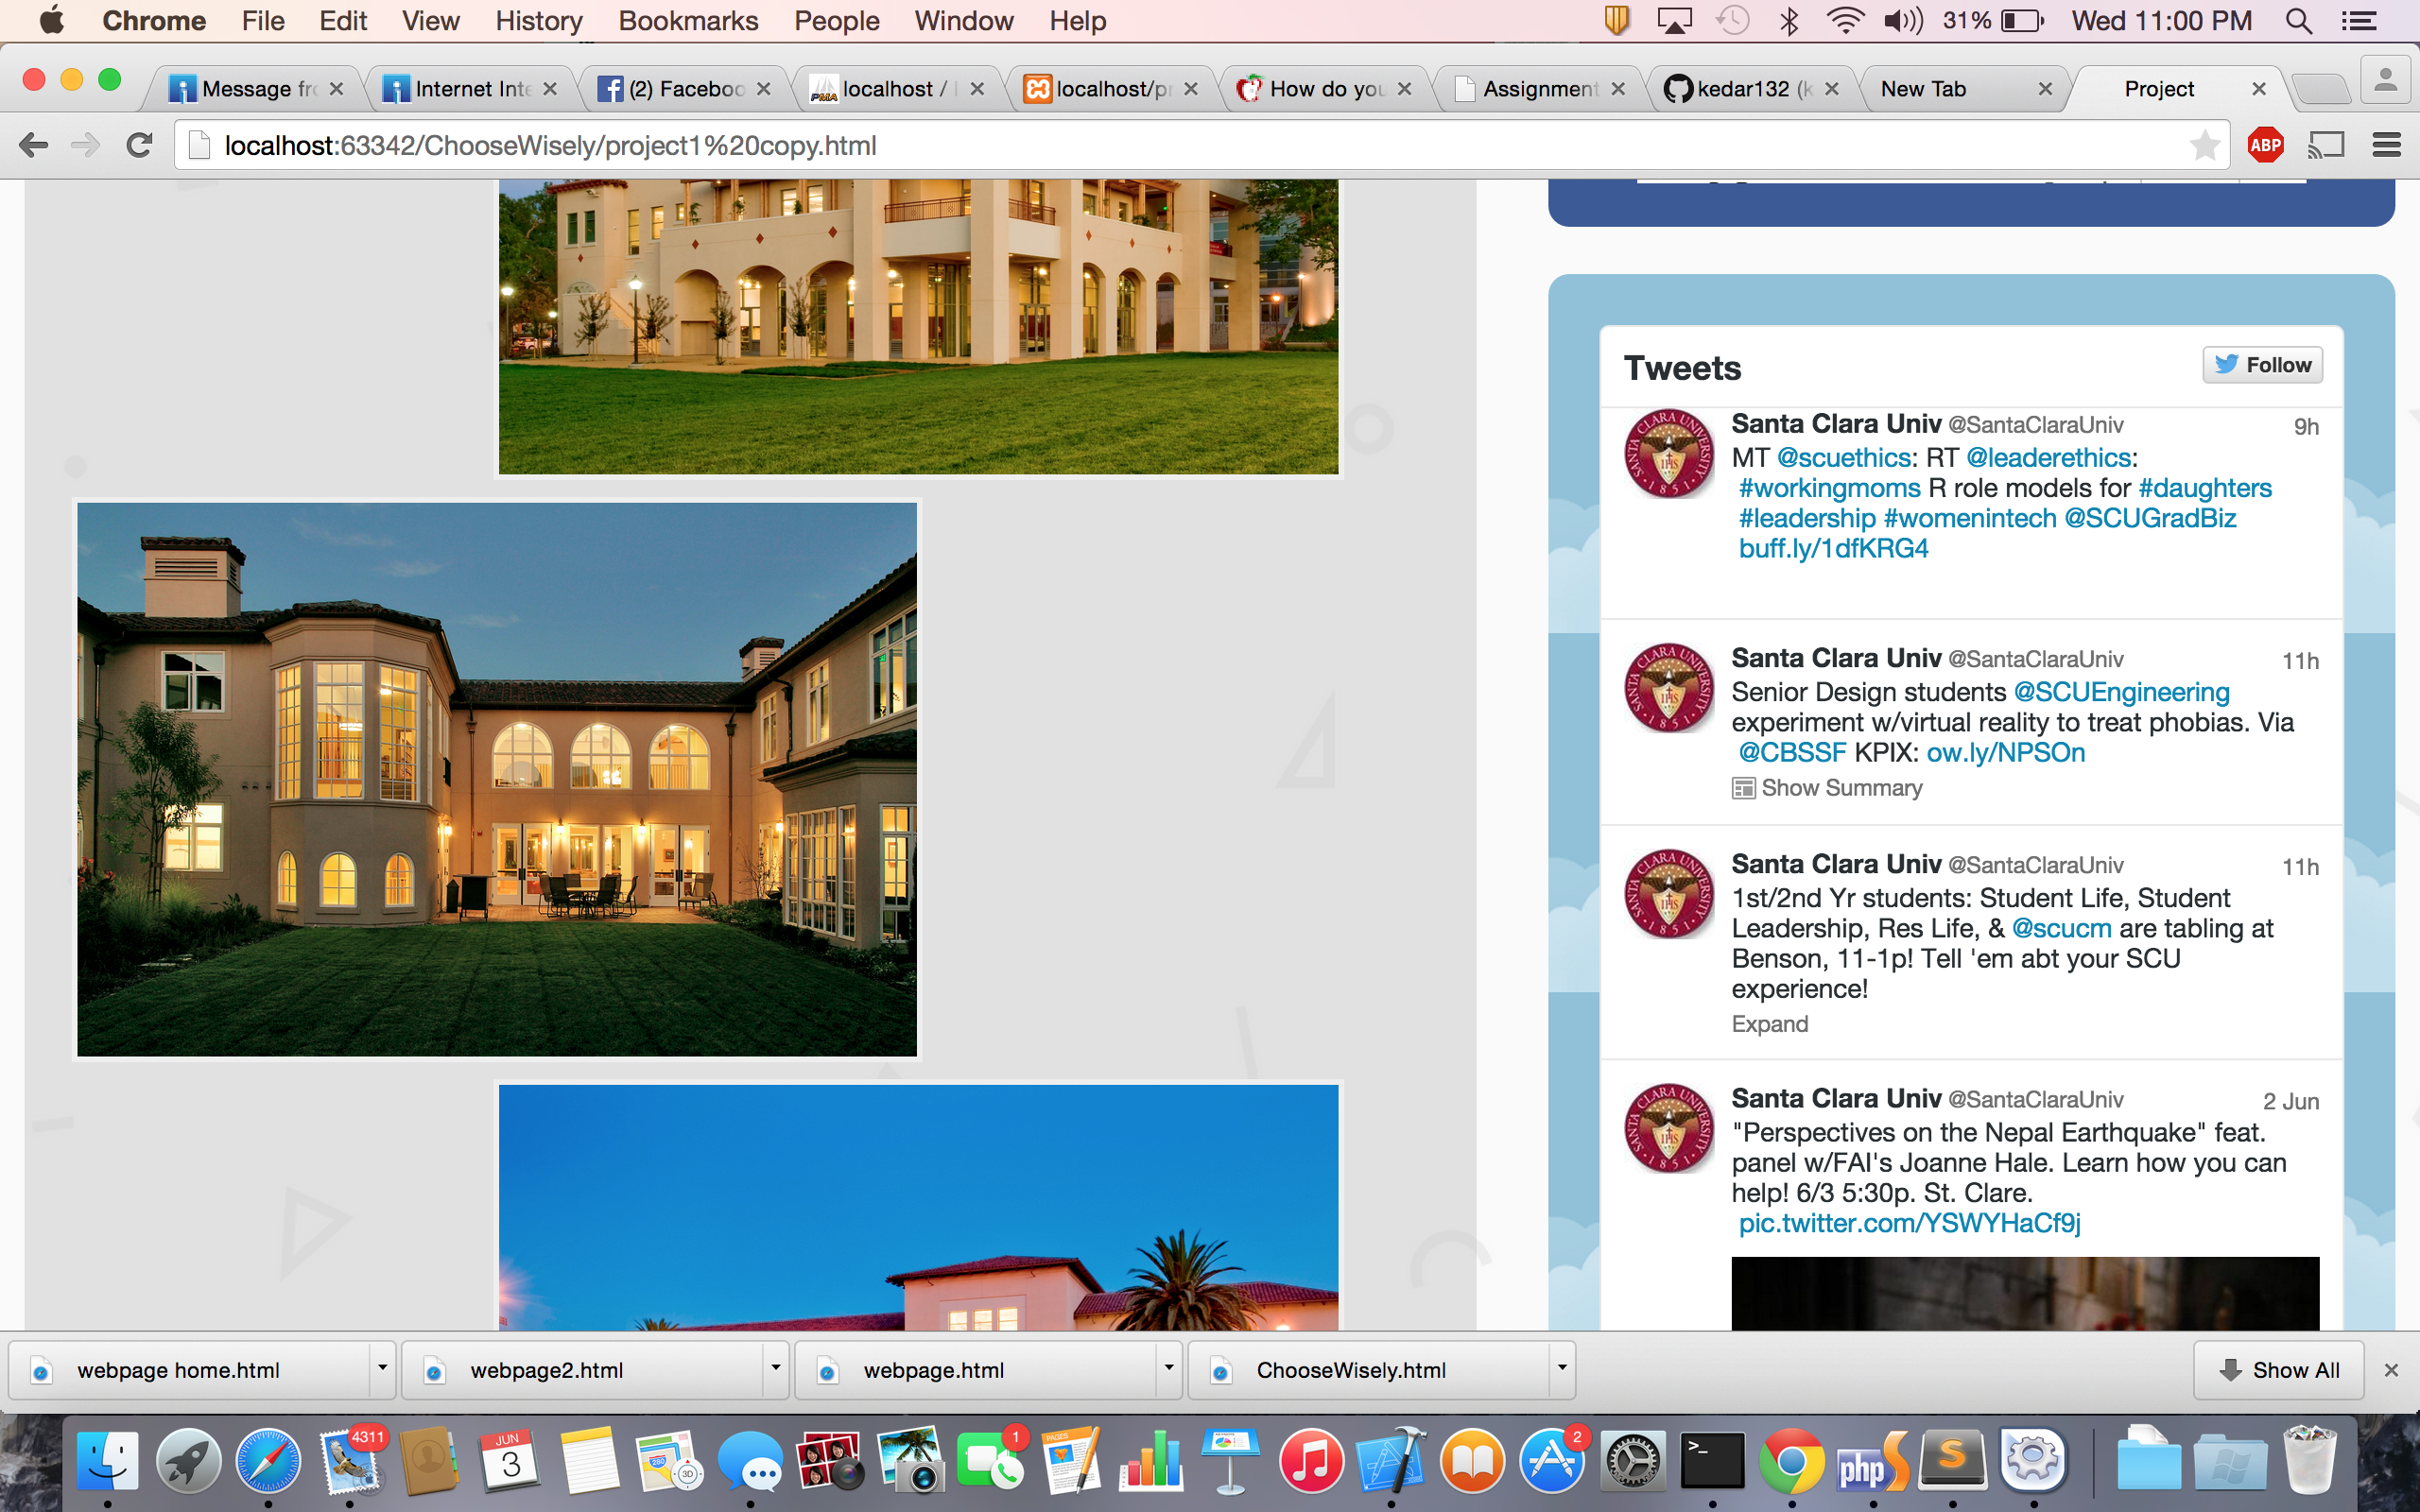 Chrome File Edit View History Bookmarks People Window Help 31% Wed 11:00 PM
Message fr Internet Int (2) Faceboo localhost / localhost/p How do you Assignment kedar132 (k New Tab Project
localhost:63342/ChooseWisely/project1%20copy.html ABP
Tweets Follow
Santa Clara Univ @SantaClaraUniv 9h
MT @scuethics: RT @leaderethics:
#workingmoms R role models for #daughters
#leadership #womenintech @SCUGradBiz
buff.ly/1dfKRG4
Santa Clara Univ @SantaClaraUniv 11h
Senior Design students @SCUEngineering
experiment w/virtual reality to treat phobias. Via
@CBSSF KPIX: ow.ly/NPSOn
Show Summary
Santa Clara Univ @SantaClaraUniv 11h
1st/2nd Yr students: Student Life, Student
Leadership, Res Life, & @scucm are tabling at
Benson, 11-1p! Tell 'em abt your SCU
experience!
Expand
Santa Clara Univ @SantaClaraUniv 2 Jun
"Perspectives on the Nepal Earthquake" feat.
panel w/FAI's Joanne Hale. Learn how you can
help! 6/3 5:30p. St. Clare.
pic.twitter.com/YSWYHaCf9j
webpage home.html webpage2.html webpage.html ChooseWisely.html Show All
4311 JUN 3 280 3D 1 PAGES 2 php S